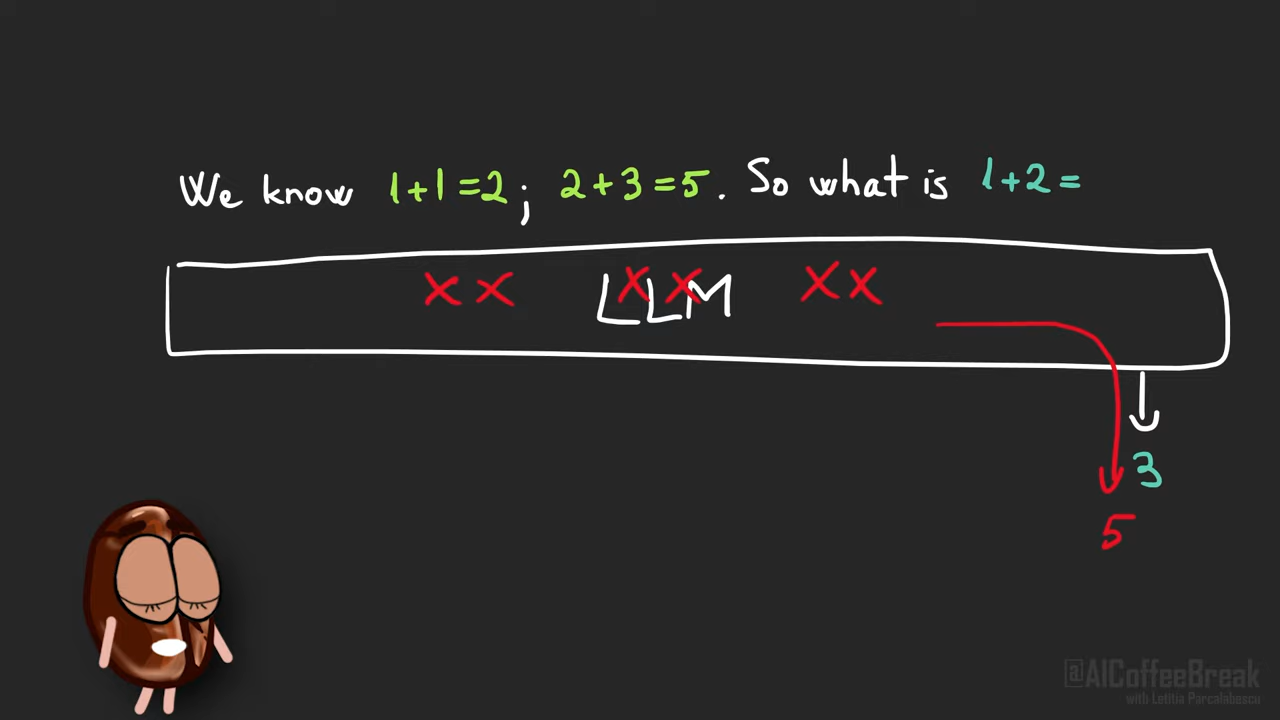 We know 1+1=2; 2+3=5. So what is 1+2=
X X LLM X X X X
3
5
@AICoffeeBreak
with Letitia Parcalabescu